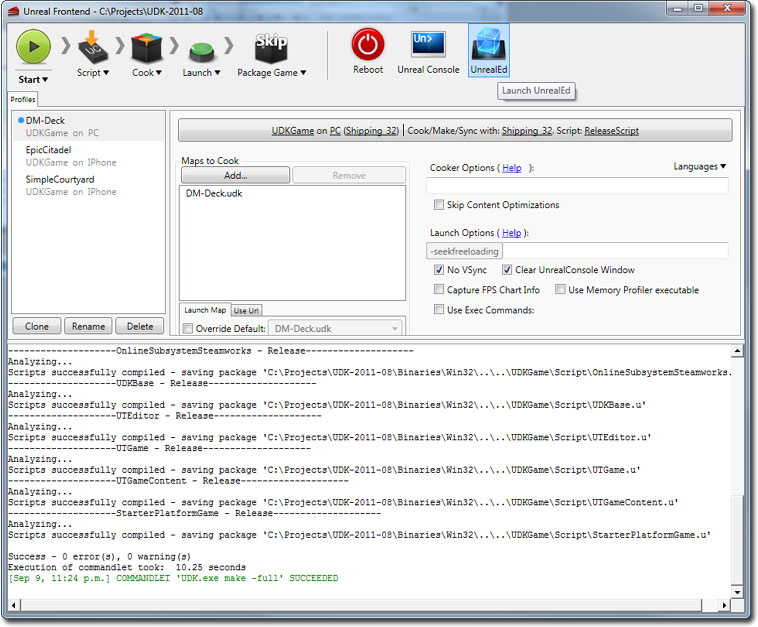 Unreal Frontend - C:\Projects\UDK-2011-08
UC
Skip
Un>
Start ▾
Script ▾
Cook ▾
Launch ▾
Package Game ▾
Reboot
Unreal Console
UnrealEd
Launch UnrealEd
Profiles
DM-Deck
UDKGame on PC
EpicCitadel
UDKGame on IPhone
SimpleCourtyard
UDKGame on IPhone
Clone
Rename
Delete
UDKGame on PC (Shipping_32) | Cook/Make/Sync with: Shipping_32. Script: ReleaseScript
Maps to Cook
Add...
Remove
DM-Deck.udk
Launch Map
Use Url
Override Default:
DM-Deck.udk
Cooker Options ( Help ):
Languages ▾
Skip Content Optimizations
Launch Options ( Help ):
-seekfreeloading
No VSync
Clear UnrealConsole Window
Capture FPS Chart Info
Use Memory Profiler executable
Use Exec Commands:
--------------------OnlineSubsystemSteamworks - Release--------------------
Analyzing...
Scripts successfully compiled - saving package 'C:\Projects\UDK-2011-08\Binaries\Win32\..\..\UDKGame\Script\OnlineSubsystemSteamworks.
--------------------UDKBase - Release--------------------
Analyzing...
Scripts successfully compiled - saving package 'C:\Projects\UDK-2011-08\Binaries\Win32\..\..\UDKGame\Script\UDKBase.u'
--------------------UTEditor - Release--------------------
Analyzing...
Scripts successfully compiled - saving package 'C:\Projects\UDK-2011-08\Binaries\Win32\..\..\UDKGame\Script\UTEditor.u'
--------------------UTGame - Release--------------------
Analyzing...
Scripts successfully compiled - saving package 'C:\Projects\UDK-2011-08\Binaries\Win32\..\..\UDKGame\Script\UTGame.u'
--------------------UTGameContent - Release--------------------
Analyzing...
Scripts successfully compiled - saving package 'C:\Projects\UDK-2011-08\Binaries\Win32\..\..\UDKGame\Script\UTGameContent.u'
--------------------StarterPlatformGame - Release--------------------
Analyzing...
Scripts successfully compiled - saving package 'C:\Projects\UDK-2011-08\Binaries\Win32\..\..\UDKGame\Script\StarterPlatformGame.u'
Success - 0 error(s), 0 warning(s)
Execution of commandlet took:  10.25 seconds
[Sep 9, 11:24 p.m.] COMMANDLET 'UDK.exe make -full' SUCCEEDED